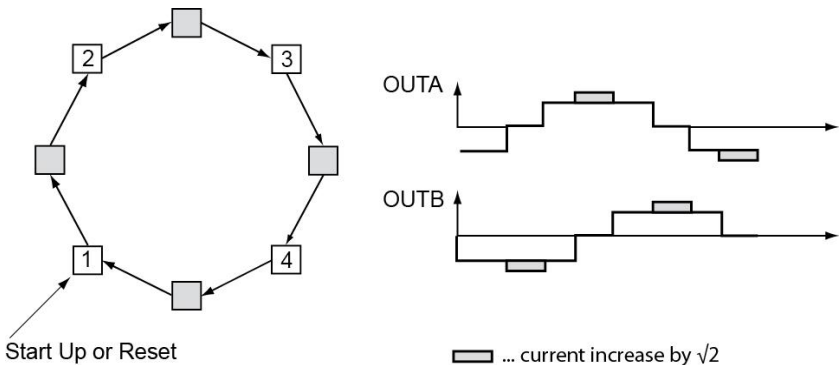 2
3
1
4
Start Up or Reset
OUTA
OUTB
... current increase by √2